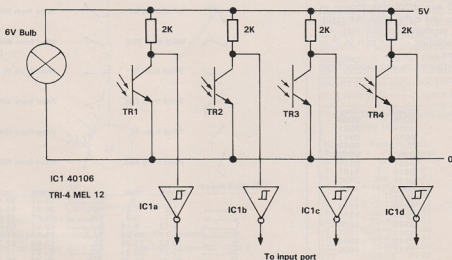 5V
6V Bulb
2K
2K
2K
2K
TR1
TR2
TR3
TR4
0
IC1 40106
TRI-4 MEL 12
IC1a
IC1b
IC1c
IC1d
To input port